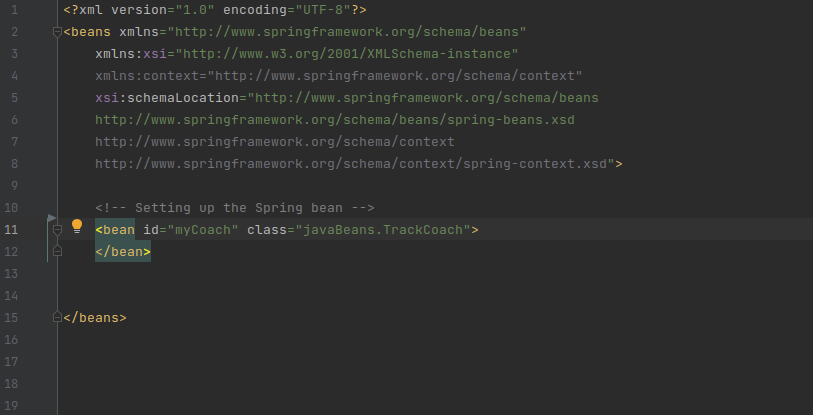 1 <?xml version="1.0" encoding="UTF-8"?>
2 <beans xmlns="http://www.springframework.org/schema/beans"
3 xmlns:xsi="http://www.w3.org/2001/XMLSchema-instance"
4 xmlns:context="http://www.springframework.org/schema/context"
5 xsi:schemaLocation="http://www.springframework.org/schema/beans
6 http://www.springframework.org/schema/beans/spring-beans.xsd
7 http://www.springframework.org/schema/context
8 http://www.springframework.org/schema/context/spring-context.xsd">
9
10 <!-- Setting up the Spring bean -->
11 <bean id="myCoach" class="javaBeans.TrackCoach">
12 </bean>
13
14
15 </beans>
16
17
18
19